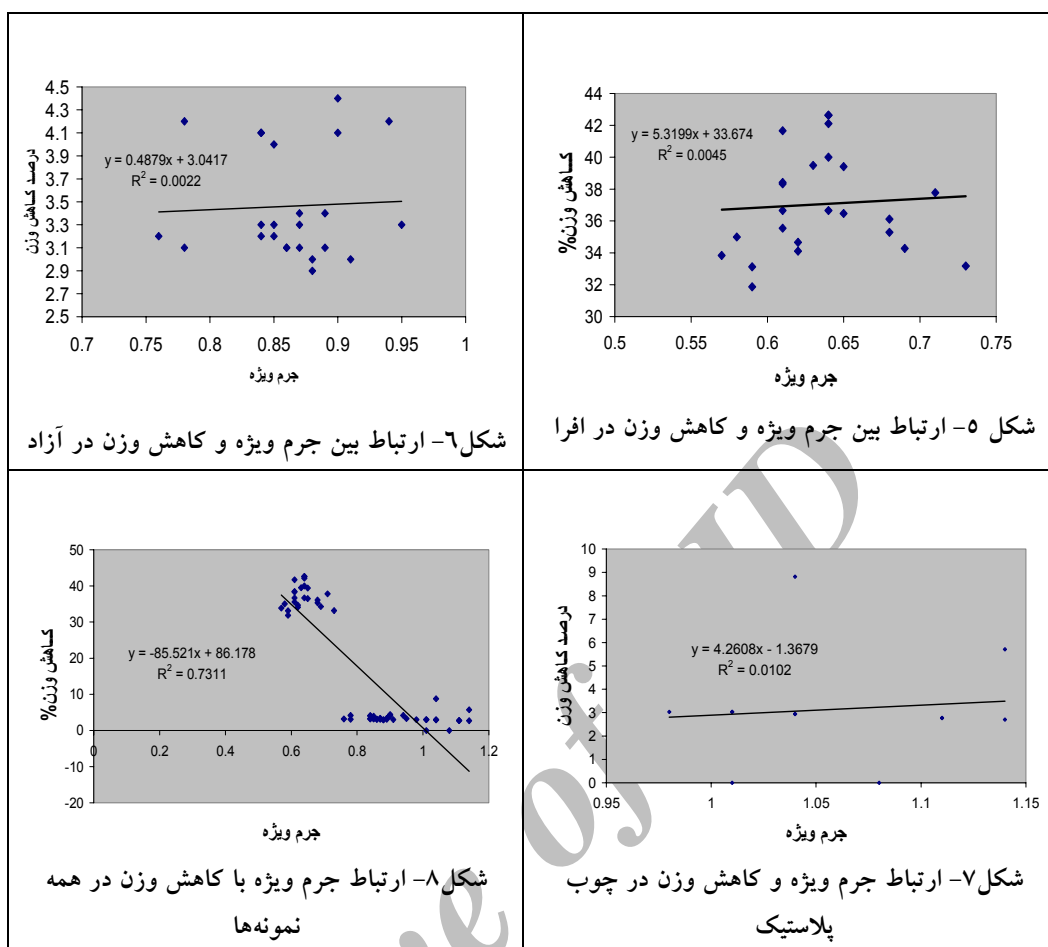 کاهش وزن%
44
42
40
38
36
34
32
30
y = 5.3199x + 33.674
R² = 0.0045
0.5 0.55 0.6 0.65 0.7 0.75
جرم ویژه
شکل ٥- ارتباط بین جرم ویژه و کاهش وزن در افرا
درصد کاهش وزن
4.5
4.3
4.1
3.9
3.7
3.5
3.3
3.1
2.9
2.7
2.5
y = 0.4879x + 3.0417
R² = 0.0022
0.7 0.75 0.8 0.85 0.9 0.95 1
جرم ویژه
شکل٦- ارتباط بین جرم ویژه و کاهش وزن در آزاد
درصد کاهش وزن
10
9
8
7
6
5
4
3
2
1
0
y = 4.2608x - 1.3679
R² = 0.0102
0.95 1 1.05 1.1 1.15
جرم ویژه
شکل٧- ارتباط جرم ویژه و کاهش وزن در چوب
پلاستیک
کاهش وزن%
50
40
30
20
10
0
-10
-20
y = -85.521x + 86.178
R² = 0.7311
0 0.2 0.4 0.6 0.8 1 1.2
جرم ویژه
شکل٨- ارتباط جرم ویژه با کاهش وزن در همه
نمونه‌ها
of